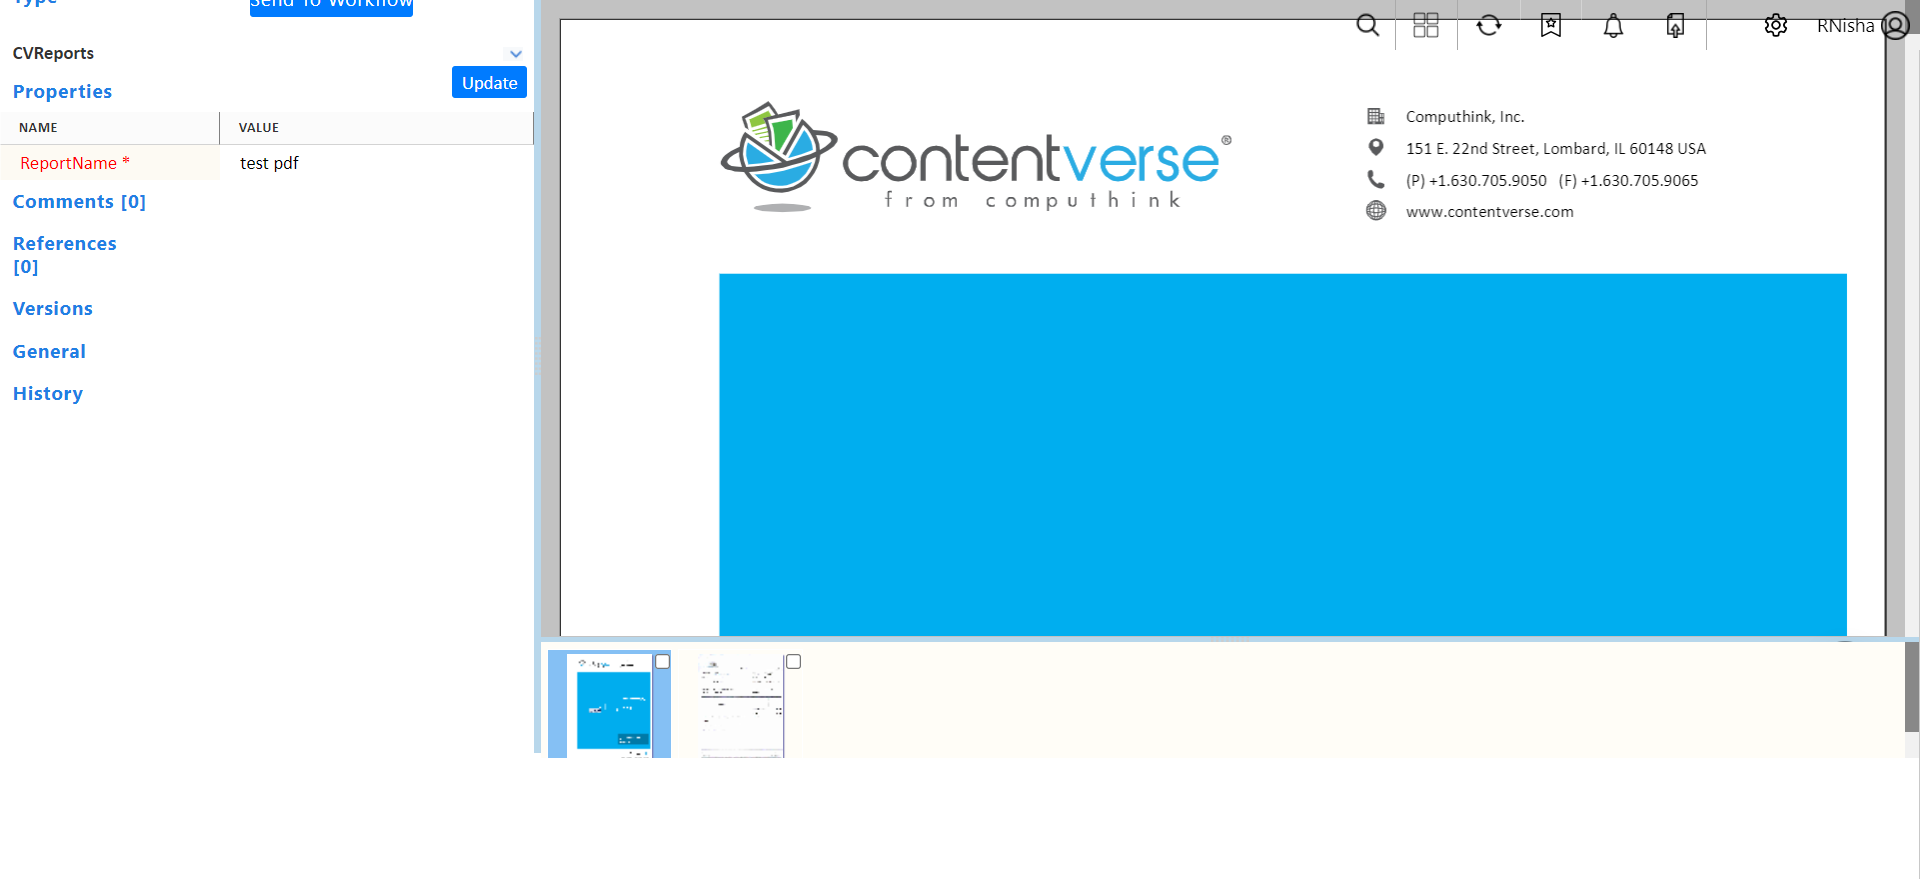 Type
Send To Workflow
CVReports
Properties
Update
NAME
VALUE
ReportName *
test pdf
Comments [0]
References
[0]
Versions
General
History
RNisha
contentverse®
from computhink
Computhink, Inc.
151 E. 22nd Street, Lombard, IL 60148 USA
(P) +1.630.705.9050 (F) +1.630.705.9065
www.contentverse.com